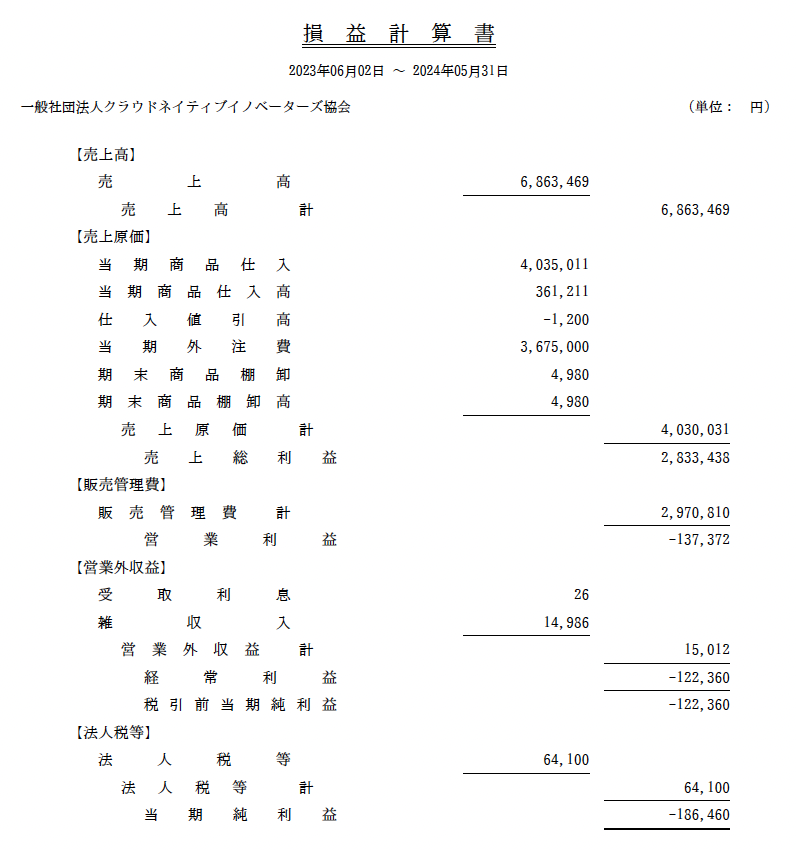 損益計算書
2023年06月02日 ～ 2024年05月31日
一般社団法人クラウドネイティブイノベーターズ協会 （単位： 円）
【売上高】
売上高 6,863,469
売上高計 6,863,469
【売上原価】
当期商品仕入 4,035,011
当期商品仕入高 361,211
仕入値引高 -1,200
当期外注費 3,675,000
期末商品棚卸 4,980
期末商品棚卸高 4,980
売上原価計 4,030,031
売上総利益 2,833,438
【販売管理費】
販売管理費計 2,970,810
営業利益 -137,372
【営業外収益】
受取利息 26
雑収入 14,986
営業外収益計 15,012
経常利益 -122,360
税引前当期純利益 -122,360
【法人税等】
法人税等 64,100
法人税等計 64,100
当期純利益 -186,460